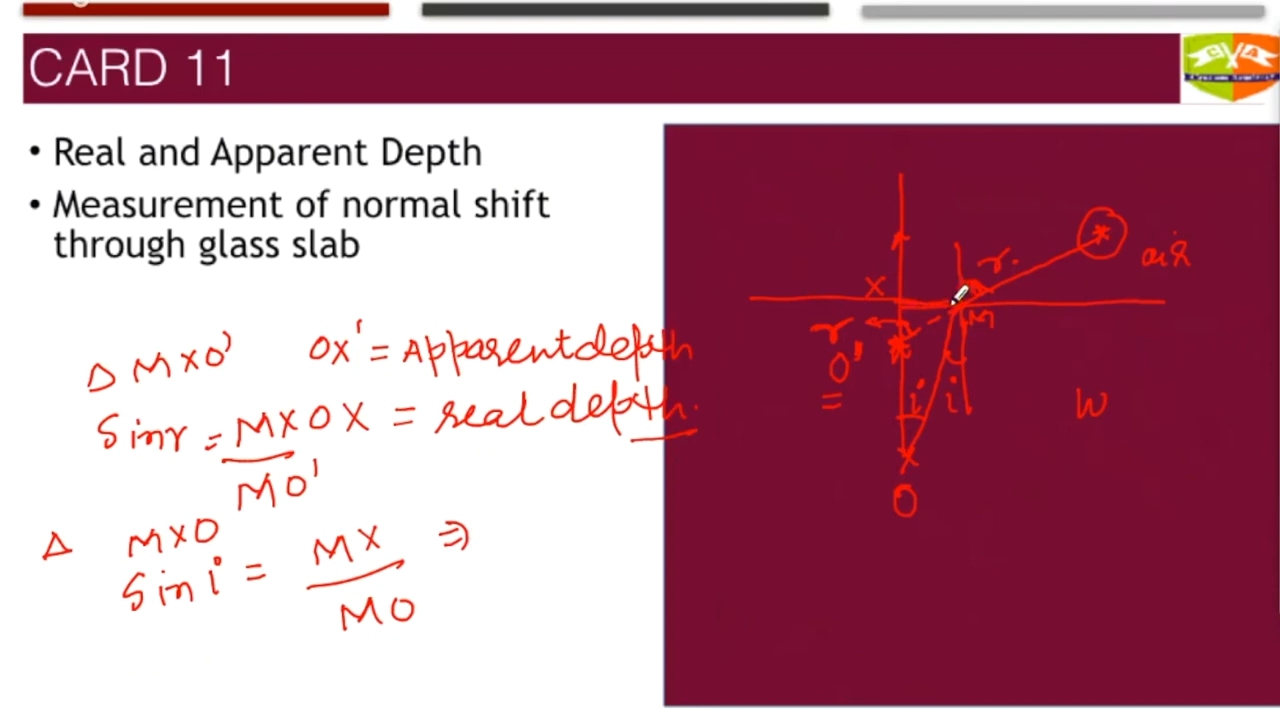 CARD 11
• Real and Apparent Depth
• Measurement of normal shift
through glass slab
Δ MXO'
OX' = Apparent depth
Sin r = MX
MO'
OX = real depth.
Δ MXO
Sin i = MX ⇒
MO
r.
air
X
M
r
O'
=
i
i
W
O